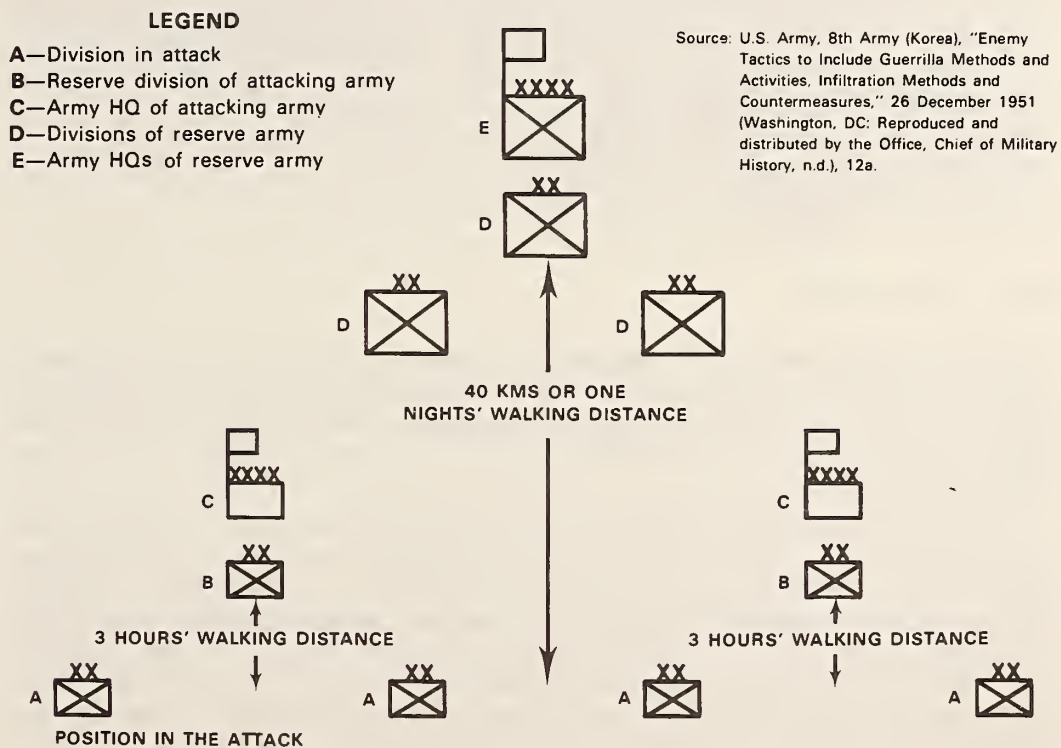 LEGEND
A—Division in attack
B—Reserve division of attacking army
C—Army HQ of attacking army
D—Divisions of reserve army
E—Army HQs of reserve army
Source: U.S. Army, 8th Army (Korea), "Enemy
Tactics to Include Guerrilla Methods and
Activities, Infiltration Methods and
Countermeasures," 26 December 1951
(Washington, DC: Reproduced and
distributed by the Office, Chief of Military
History, n.d.), 12a.
XXXX
E
XX
D
XX
D
XX
D
40 KMS OR ONE
NIGHTS' WALKING DISTANCE
XXXX
C
XXXX
C
XX
B
XX
B
3 HOURS' WALKING DISTANCE
3 HOURS' WALKING DISTANCE
XX
A
XX
A
XX
A
XX
A
POSITION IN THE ATTACK